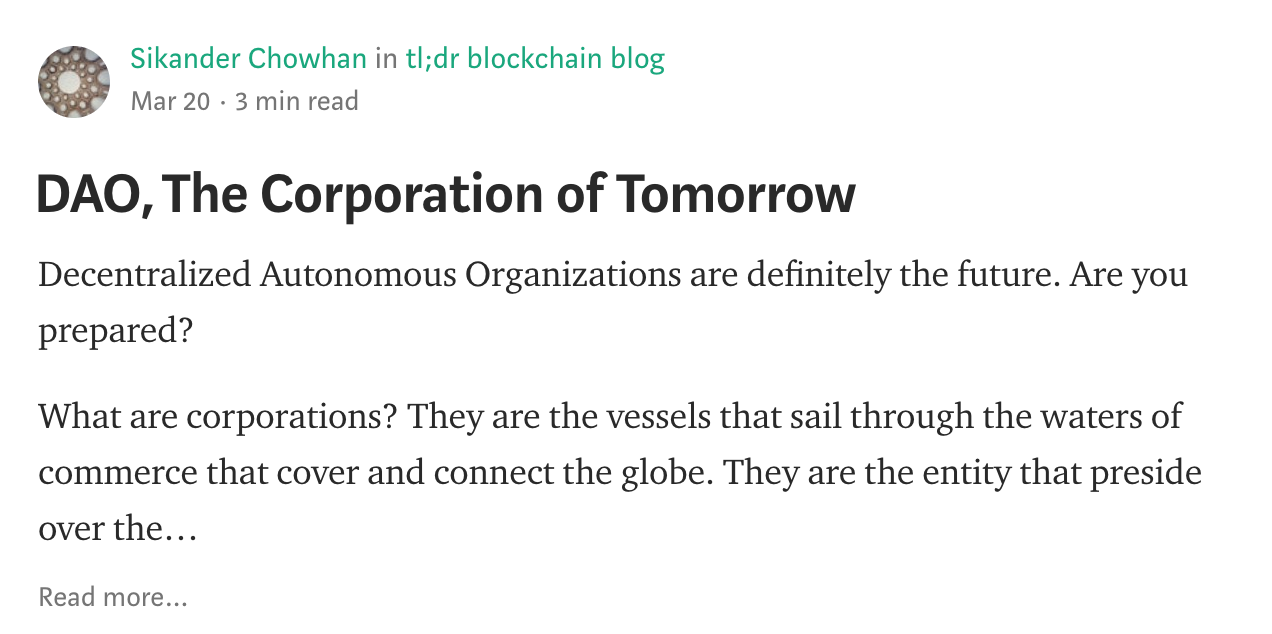 Sikander Chowhan in tl;dr blockchain blog
Mar 20 · 3 min read
DAO, The Corporation of Tomorrow
Decentralized Autonomous Organizations are definitely the future. Are you
prepared?
What are corporations? They are the vessels that sail through the waters of
commerce that cover and connect the globe. They are the entity that preside
over the…
Read more…